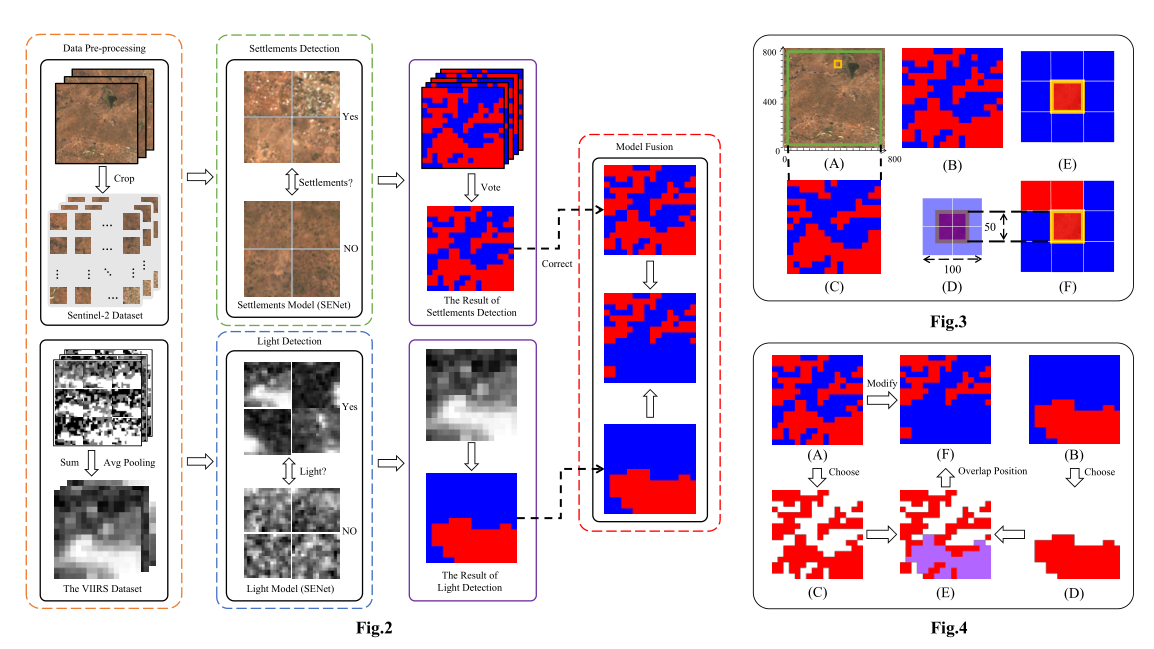 Data Pre-processing
Crop
Sentinel-2 Dataset
Sum
Avg Pooling
The VIIRS Dataset
Settlements Detection
Yes
Settlements?
NO
Settlements Model (SENet)
Light Detection
Yes
Light?
NO
Light Model (SENet)
Vote
The Result of
Settlements Detection
The Result of
Light Detection
Correct
Model Fusion
Fig.2
800
400
0
0
800
(A)
(B)
(E)
50
100
(C)
(D)
(F)
Fig.3
Modify
(A)
(F)
(B)
Choose
Overlap Position
Choose
(C)
(E)
(D)
Fig.4